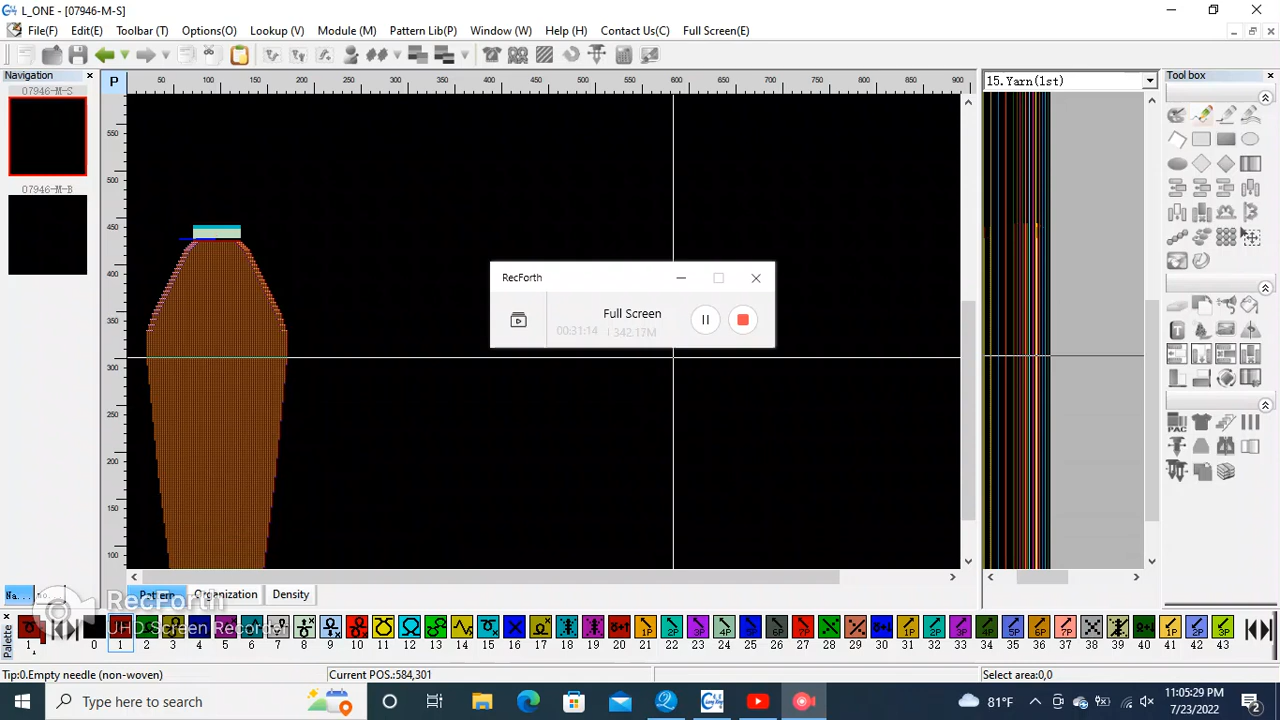 L_ONE - [07946-M-S]
File(F) Edit(E) Toolbar (T) Options(O) Lookup (V) Module (M) Pattern Lib(P) Window (W) Help (H) Contact Us(C) Full Screen(E)
Navigation
07946-M-S
07946-M-B
P
50 100 150 200 250 300 350 400 450 500 550 600 650 700 750 800 850 900
550
500
450
400
350
300
250
200
150
100
15.Yarn(1st)
Tool box
PAC
RecForth
Full Screen
00:31:14 342.17M
Pattern Organization Density
RecForth
UHD Screen Recorder
Palette
1 0 1 2 3 4 5 6 7 8 9 10 11 12 13 14 15 16 17 18 19 20 21 22 23 24 25 26 27 28 29 30 31 32 33 34 35 36 37 38 39 40 41 42 43
Tip:0.Empty needle (non-woven) Current POS.:584,301 Select area:0,0
Type here to search
81°F
11:05:29 PM
7/23/2022
2